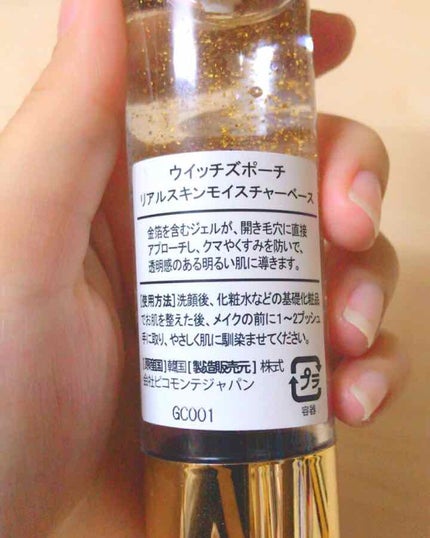 ウイッチズポーチ
リアルスキンモイスチャーベース
金箔を含むジェルが、開き毛穴に直接
アプローチし、クマやくすみを防いで、
透明感のある明るい肌に導きます。
[使用方法]洗顔後、化粧水などの基礎化粧品
でお肌を整えた後、メイクの前に1〜2プッシュ
手に取り、やさしく肌に馴染ませてください。
[原産国]韓国[製造販売元]株式
会社ピコモンテジャパン
プラ
容器
GC001